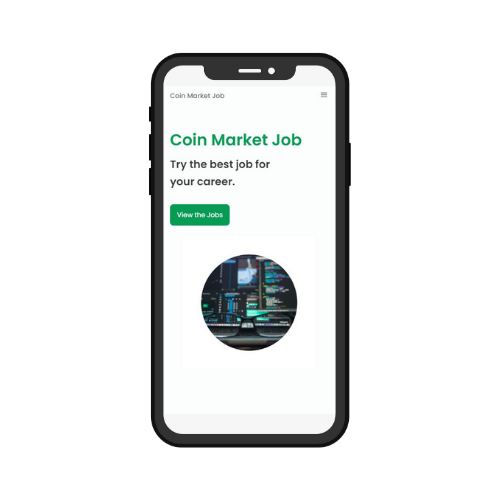 Coin Market Job
Coin Market Job
Try the best job for
your career.
View the Jobs